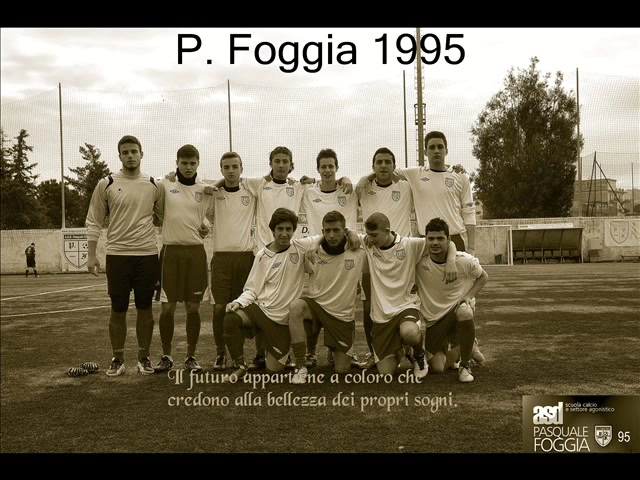 P. Foggia 1995
Il futuro appartiene a coloro che
credono alla bellezza dei propri sogni.
asd scuola calcio
e settore agonistico
PASQUALE
FOGGIA 95